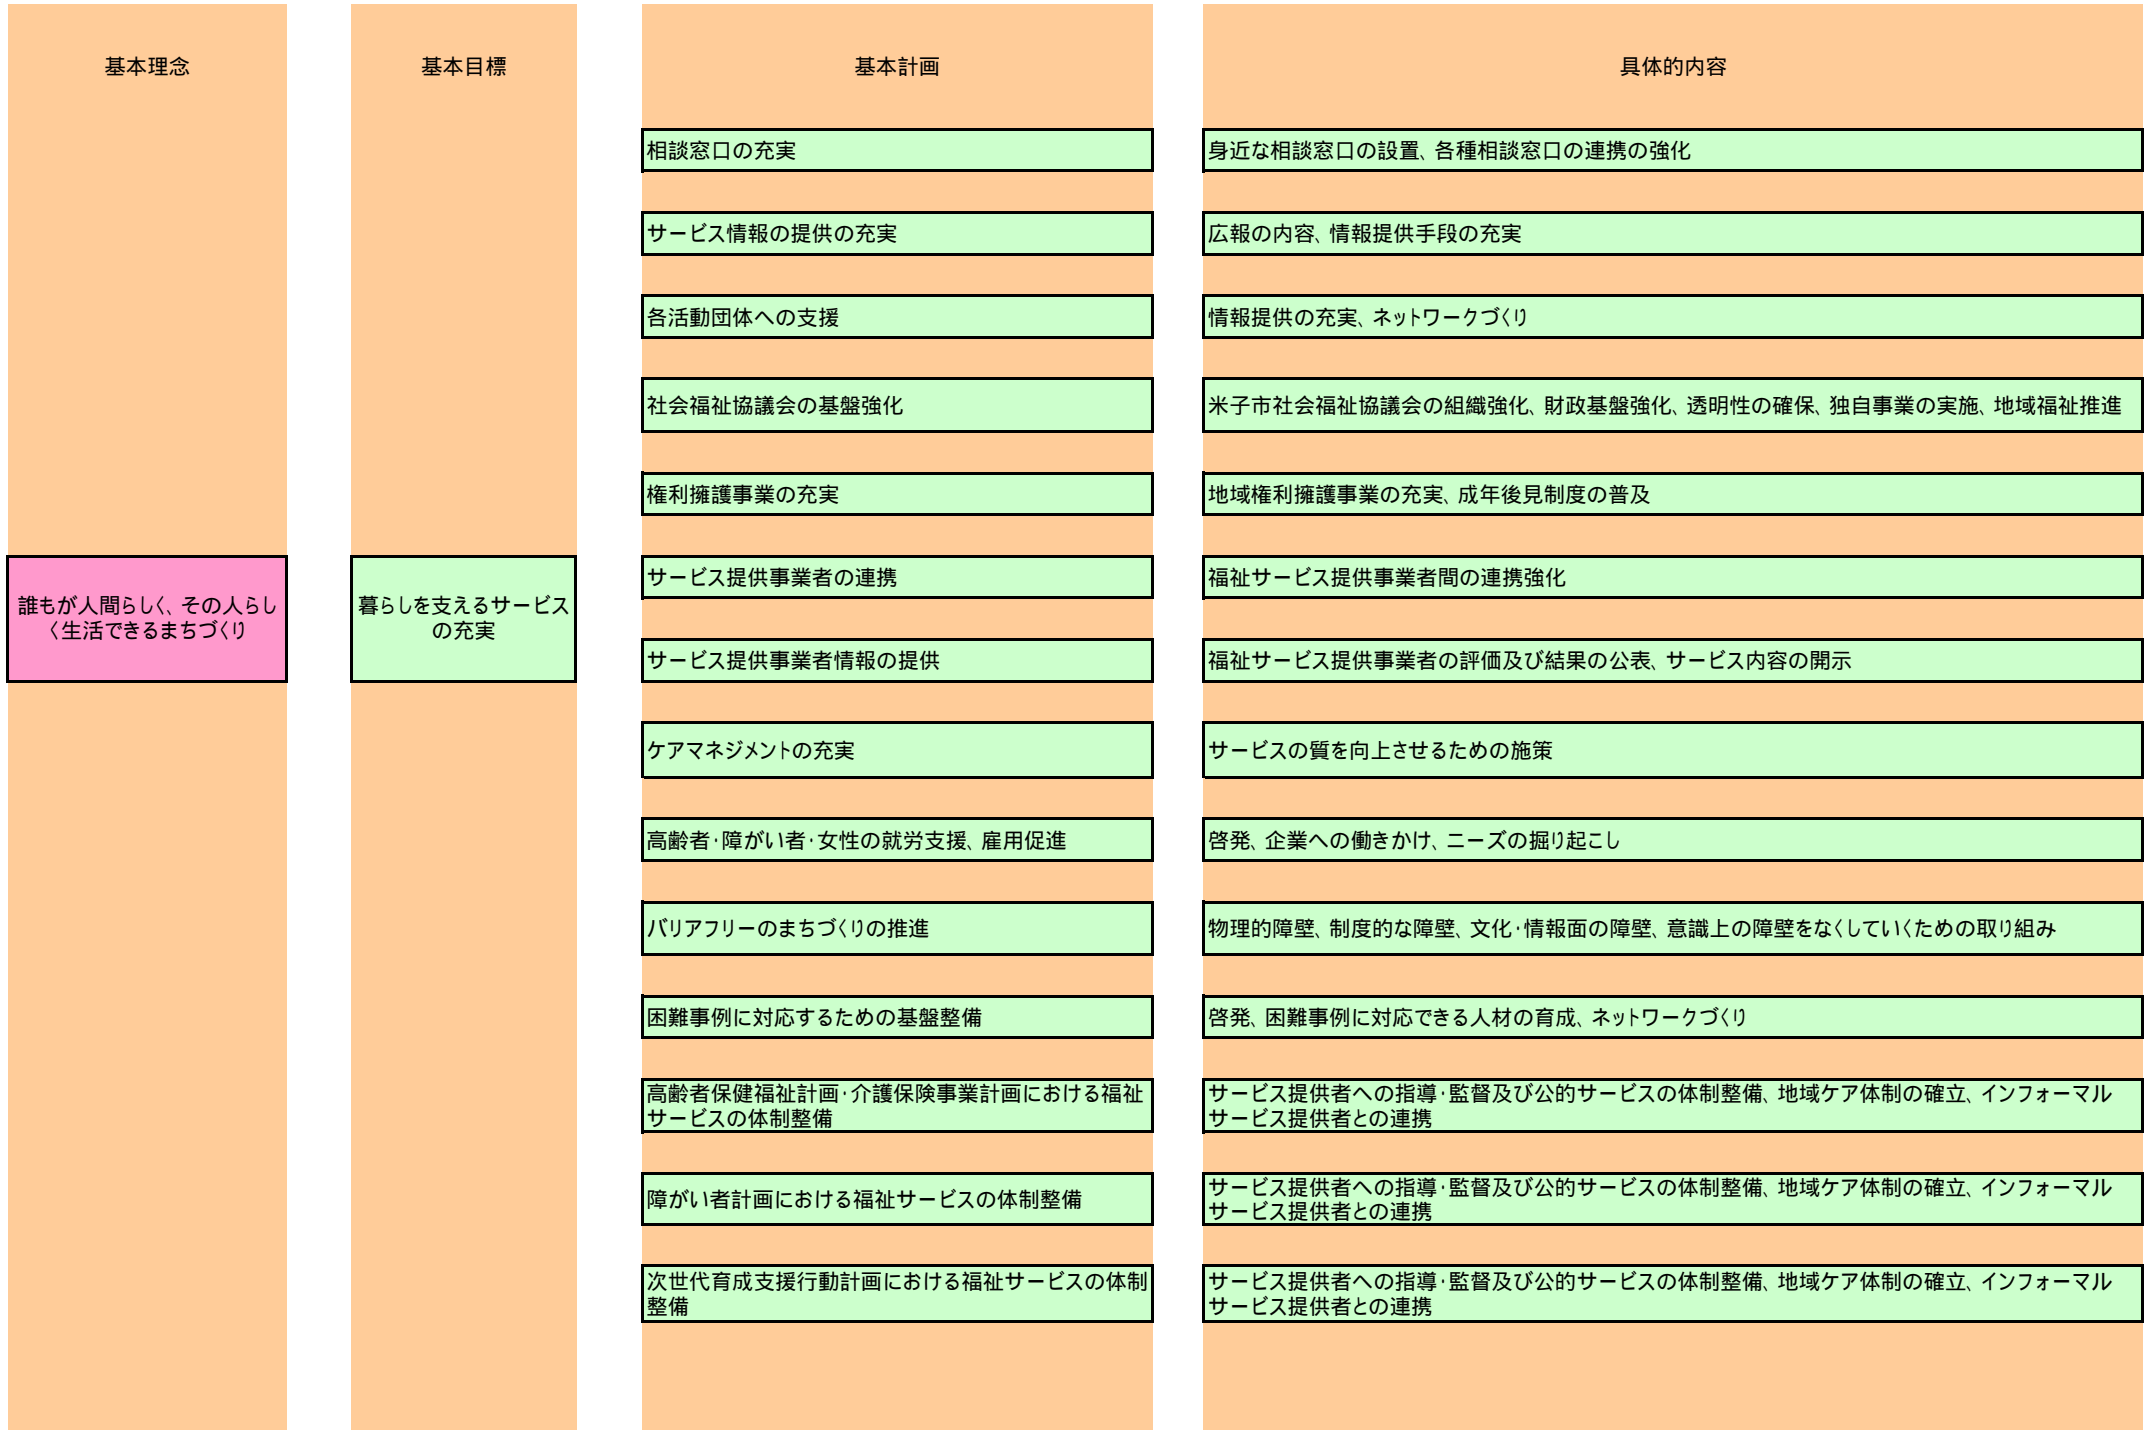 基本理念
基本目標
基本計画
具体的内容
相談窓口の充実
身近な相談窓口の設置、各種相談窓口の連携の強化
サービス情報の提供の充実
広報の内容、情報提供手段の充実
各活動団体への支援
情報提供の充実、ネットワークづくり
社会福祉協議会の基盤強化
米子市社会福祉協議会の組織強化、財政基盤強化、透明性の確保、独自事業の実施、地域福祉推進
権利擁護事業の充実
地域権利擁護事業の充実、成年後見制度の普及
誰もが人間らしく、その人らし
く生活できるまちづくり
暮らしを支えるサービス
の充実
サービス提供事業者の連携
福祉サービス提供事業者間の連携強化
サービス提供事業者情報の提供
福祉サービス提供事業者の評価及び結果の公表、サービス内容の開示
ケアマネジメントの充実
サービスの質を向上させるための施策
高齢者・障がい者・女性の就労支援、雇用促進
啓発、企業への働きかけ、ニーズの掘り起こし
バリアフリーのまちづくりの推進
物理的障壁、制度的な障壁、文化・情報面の障壁、意識上の障壁をなくしていくための取り組み
困難事例に対応するための基盤整備
啓発、困難事例に対応できる人材の育成、ネットワークづくり
高齢者保健福祉計画・介護保険事業計画における福祉
サービスの体制整備
サービス提供者への指導・監督及び公的サービスの体制整備、地域ケア体制の確立、インフォーマル
サービス提供者との連携
障がい者計画における福祉サービスの体制整備
サービス提供者への指導・監督及び公的サービスの体制整備、地域ケア体制の確立、インフォーマル
サービス提供者との連携
次世代育成支援行動計画における福祉サービスの体制
整備
サービス提供者への指導・監督及び公的サービスの体制整備、地域ケア体制の確立、インフォーマル
サービス提供者との連携